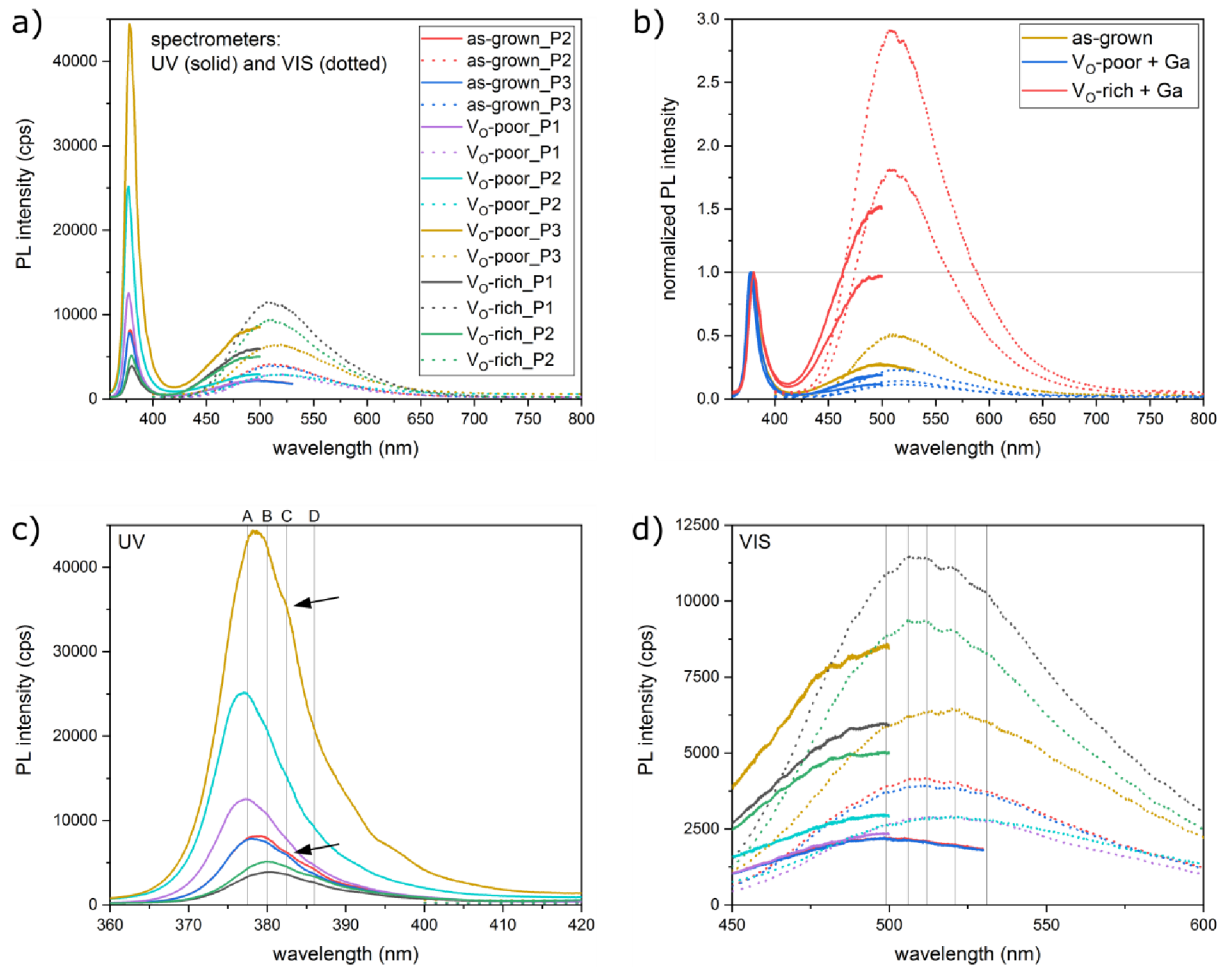 a)
spectrometers:
UV (solid) and VIS (dotted)
as-grown_P2
as-grown_P2
as-grown_P3
as-grown_P3
VO-poor_P1
VO-poor_P1
VO-poor_P2
VO-poor_P2
VO-poor_P3
VO-poor_P3
VO-rich_P1
VO-rich_P1
VO-rich_P2
VO-rich_P2
PL intensity (cps)
40000
30000
20000
10000
0
400 450 500 550 600 650 700 750 800
wavelength (nm)
b)
as-grown
VO-poor + Ga
VO-rich + Ga
normalized PL intensity
3.0
2.5
2.0
1.5
1.0
0.5
0.0
400 450 500 550 600 650 700 750 800
wavelength (nm)
c)
UV
A B C D
PL intensity (cps)
40000
30000
20000
10000
0
360 370 380 390 400 410 420
wavelength (nm)
d)
VIS
PL intensity (cps)
12500
10000
7500
5000
2500
0
450 500 550 600
wavelength (nm)